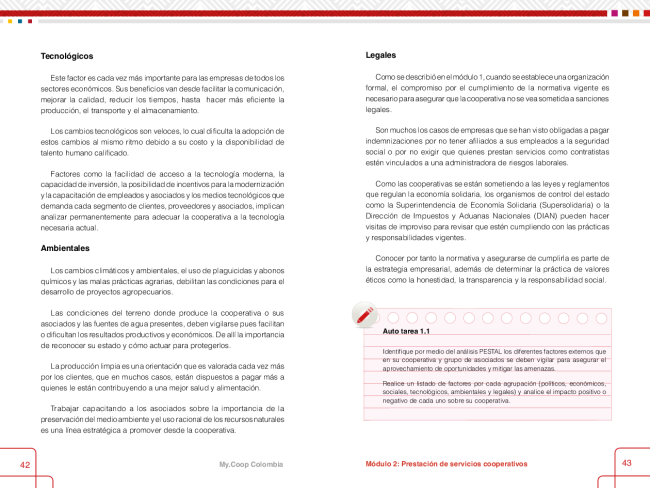 Tecnológicos
Este factor es cada vez más importante para las empresas de todos los
sectores económicos. Sus beneficios van desde facilitar la comunicación,
mejorar la calidad, reducir los tiempos, hasta hacer más eficiente la
producción, el transporte y el almacenamiento.
Los cambios tecnológicos son veloces, lo cual dificulta la adopción de
estos cambios al mismo ritmo debido a su costo y la disponibilidad de
talento humano calificado.
Factores como la facilidad de acceso a la tecnología moderna, la
capacidad de inversión, la posibilidad de incentivos para la modernización
y la capacitación de empleados y asociados y los medios tecnológicos que
demanda cada segmento de clientes, proveedores y asociados, implican
analizar permanentemente para adecuar la cooperativa a la tecnología
necesaria actual.
Ambientales
Los cambios climáticos y ambientales, el uso de plaguicidas y abonos
químicos y las malas prácticas agrarias, debilitan las condiciones para el
desarrollo de proyectos agropecuarios.
Las condiciones del terreno donde produce la cooperativa o sus
asociados y las fuentes de agua presentes, deben vigilarse pues facilitan
o dificultan los resultados productivos y económicos. De allí la importancia
de reconocer su estado y cómo actuar para protegerlos.
La producción limpia es una orientación que es valorada cada vez más
por los clientes, que en muchos casos, están dispuestos a pagar más a
quienes le están contribuyendo a una mejor salud y alimentación.
Trabajar capacitando a los asociados sobre la importancia de la
preservación del medio ambiente y el uso racional de los recursos naturales
es una línea estratégica a promover desde la cooperativa.
42
My.Coop Colombia
Legales
Como se describió en el módulo 1, cuando se establece una organización
formal, el compromiso por el cumplimiento de la normativa vigente es
necesario para asegurar que la cooperativa no se vea sometida a sanciones
legales.
Son muchos los casos de empresas que se han visto obligadas a pagar
indemnizaciones por no tener afiliados a sus empleados a la seguridad
social o por no exigir que quienes prestan servicios como contratistas
estén vinculados a una administradora de riesgos laborales.
Como las cooperativas se están sometiendo a las leyes y reglamentos
que regulan la economía solidaria, los organismos de control del estado
como la Superintendencia de Economía Solidaria (Supersolidaria) o la
Dirección de Impuestos y Aduanas Nacionales (DIAN) pueden hacer
visitas de improviso para revisar que estén cumpliendo con las prácticas
y responsabilidades vigentes.
Conocer por tanto la normativa y asegurarse de cumplirla es parte de
la estrategia empresarial, además de determinar la práctica de valores
éticos como la honestidad, la transparencia y la responsabilidad social.
Auto tarea 1.1
Identifique por medio del análisis PESTAL los diferentes factores externos que
en su cooperativa y grupo de asociados se deben vigilar para asegurar el
aprovechamiento de oportunidades y mitigar las amenazas.
Realice un listado de factores por cada agrupación (políticos, económicos,
sociales, tecnológicos, ambientales y legales) y analice el impacto positivo o
negativo de cada uno sobre su cooperativa.
Módulo 2: Prestación de servicios cooperativos
43